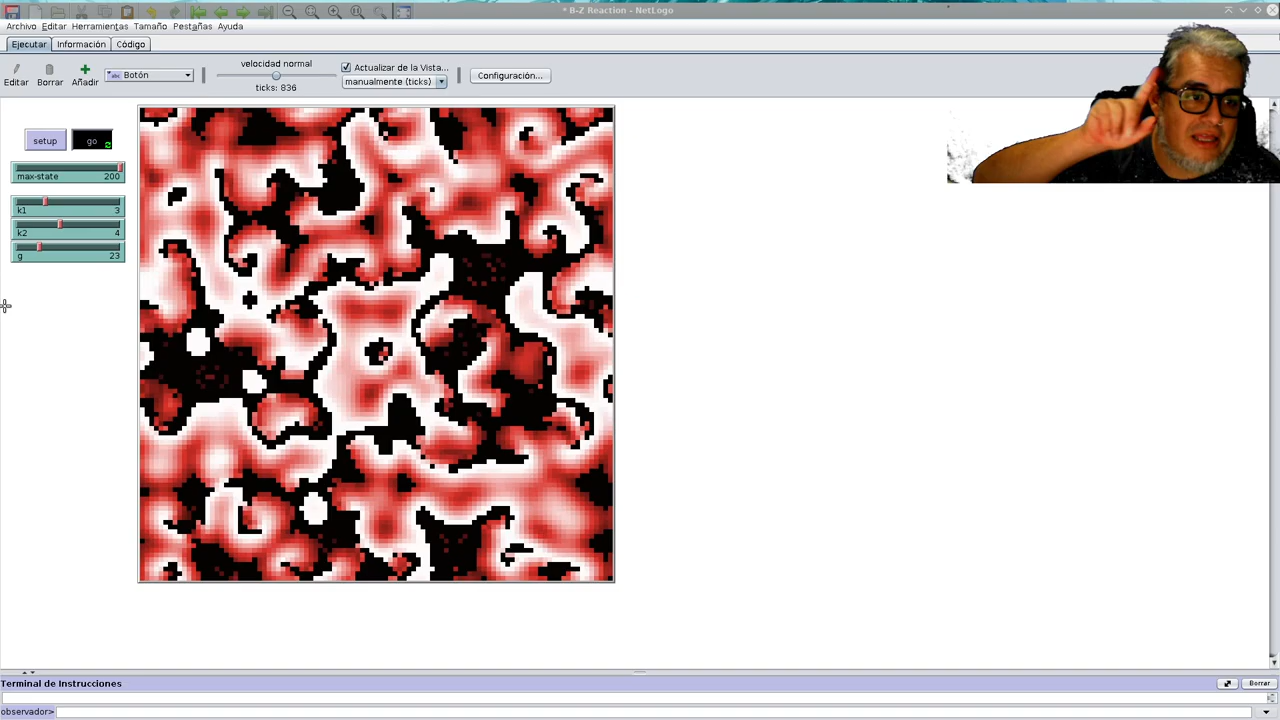 * B-Z Reaction - NetLogo
Archivo Editar Herramientas Tamaño Pestañas Ayuda
Ejecutar Información Código
velocidad normal
Actualizar de la Vista...
Editar Borrar Añadir
abc Botón
manualmente (ticks)
Configuración...
ticks: 836
setup go
max-state 200
k1 3
k2 4
g 23
Terminal de Instrucciones
Borrar
observador>